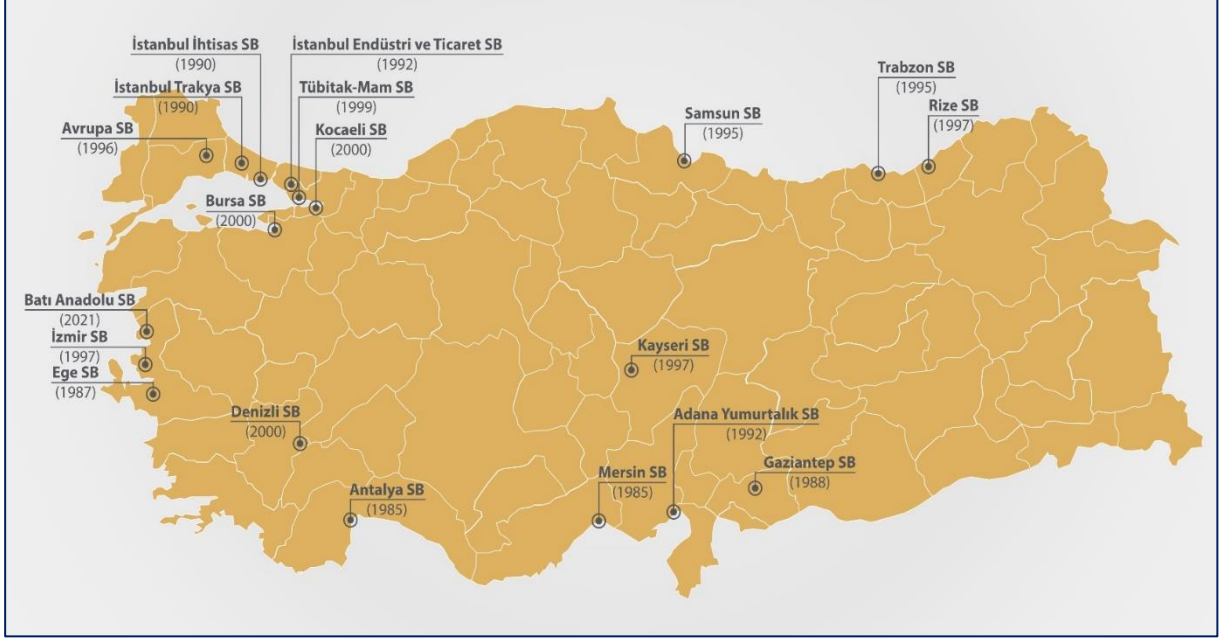 İstanbul İhtisas SB
(1990)
İstanbul Endüstri ve Ticaret SB
(1992)
İstanbul Trakya SB
(1990)
Tübitak-Mam SB
(1999)
Avrupa SB
(1996)
Kocaeli SB
(2000)
Bursa SB
(2000)
Samsun SB
(1995)
Trabzon SB
(1995)
Rize SB
(1997)
Batı Anadolu SB
(2021)
İzmir SB
(1997)
Ege SB
(1987)
Denizli SB
(2000)
Antalya SB
(1985)
Kayseri SB
(1997)
Adana Yumurtalık SB
(1992)
Mersin SB
(1985)
Gaziantep SB
(1988)